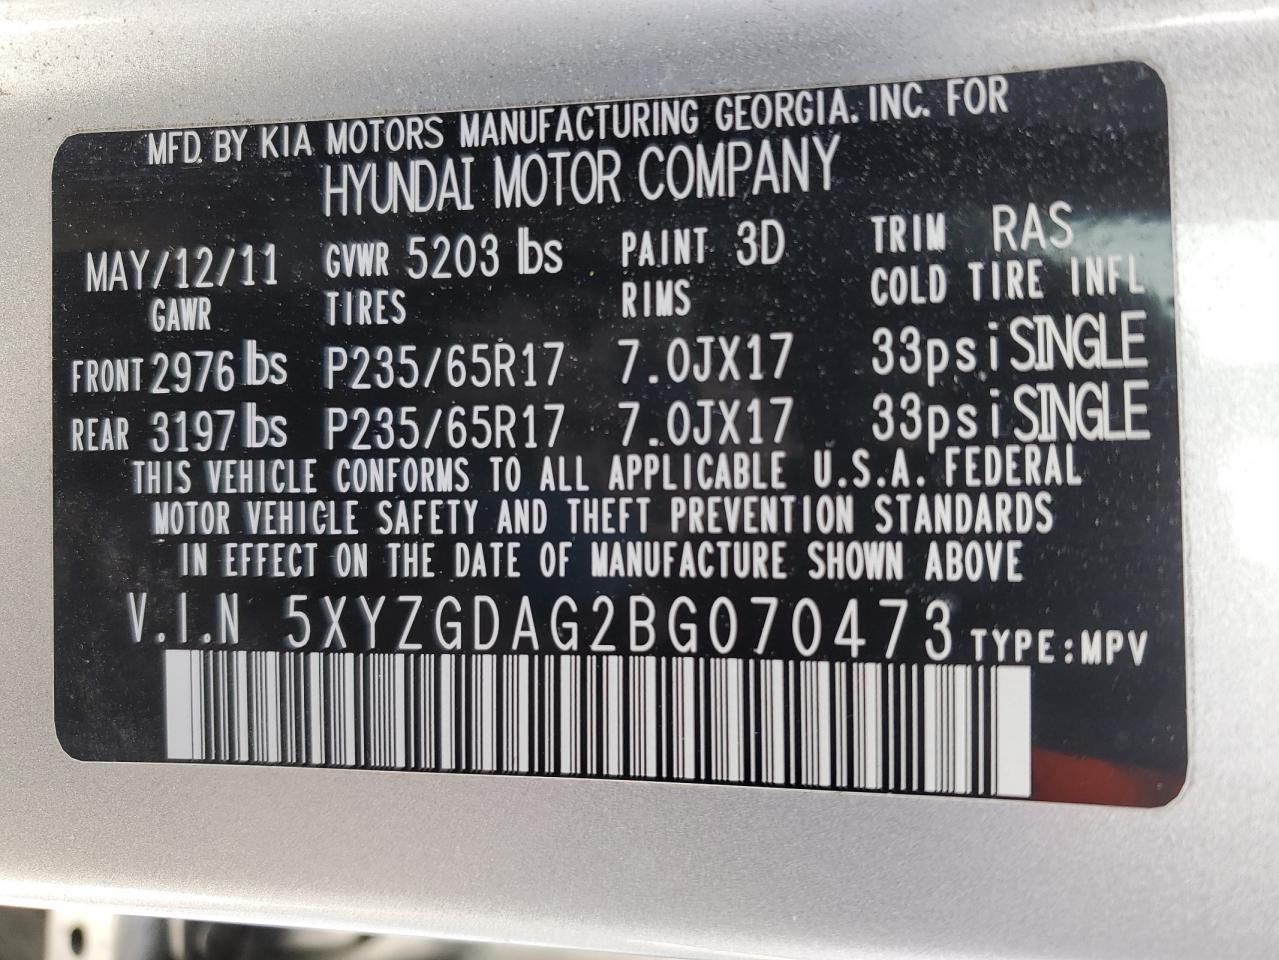 MFD. BY KIA MOTORS MANUFACTURING GEORGIA. INC. FOR
HYUNDAI MOTOR COMPANY
MAY/12/11 GVWR 5203 lbs PAINT 3D TRIM RAS
GAWR TIRES RIMS COLD TIRE INFL
FRONT 2976 lbs P235/65R17 7.0JX17 33psi SINGLE
REAR 3197 lbs P235/65R17 7.0JX17 33psi SINGLE
THIS VEHICLE CONFORMS TO ALL APPLICABLE U.S.A. FEDERAL
MOTOR VEHICLE SAFETY AND THEFT PREVENTION STANDARDS
IN EFFECT ON THE DATE OF MANUFACTURE SHOWN ABOVE
V.I.N 5XYZGDAG2BG070473 TYPE:MPV